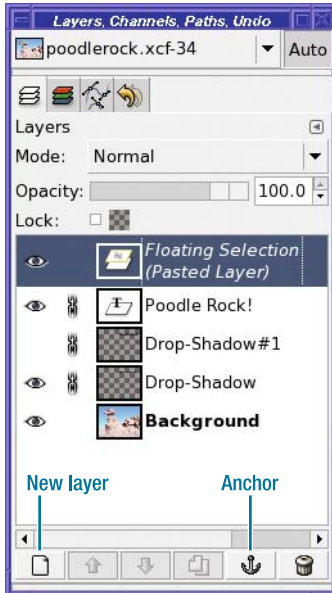 Layers, Channels, Paths, Undo
poodlerock.xcf-34
Auto
Layers
Mode: Normal
Opacity: 100.0
Lock:
Floating Selection
(Pasted Layer)
Poodle Rock!
Drop-Shadow#1
Drop-Shadow
Background
New layer
Anchor